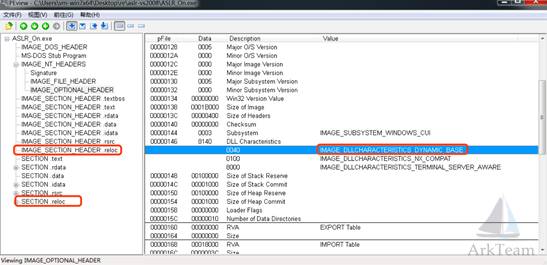 PEview - C:\Users\vm-win7x64\Desktop\re\aslr-vs2008\ASLR_On.exe
文件(F) 视图(V) 前往(G) 帮助(H)
ASLR_On.exe
IMAGE_DOS_HEADER
MS-DOS Stub Program
IMAGE_NT_HEADERS
Signature
IMAGE_FILE_HEADER
IMAGE_OPTIONAL_HEADER
IMAGE_SECTION_HEADER .textbss
IMAGE_SECTION_HEADER .text
IMAGE_SECTION_HEADER .rdata
IMAGE_SECTION_HEADER .data
IMAGE_SECTION_HEADER .idata
IMAGE_SECTION_HEADER .rsrc
IMAGE_SECTION_HEADER .reloc
SECTION .text
SECTION .rdata
SECTION .data
SECTION .idata
SECTION .rsrc
SECTION .reloc
pFile Data Description Value
00000128 0005 Major O/S Version
0000012A 0000 Minor O/S Version
0000012C 0000 Major Image Version
0000012E 0000 Minor Image Version
00000130 0005 Major Subsystem Version
00000132 0000 Minor Subsystem Version
00000134 00000000 Win32 Version Value
00000138 0001B000 Size of Image
0000013C 00000400 Size of Headers
00000140 00000000 Checksum
00000144 0003 Subsystem IMAGE_SUBSYSTEM_WINDOWS_CUI
00000146 8140 DLL Characteristics
0040 IMAGE_DLLCHARACTERISTICS_DYNAMIC_BASE
0100 IMAGE_DLLCHARACTERISTICS_NX_COMPAT
8000 IMAGE_DLLCHARACTERISTICS_TERMINAL_SERVER_AWARE
00000148 00100000 Size of Stack Reserve
0000014C 00001000 Size of Stack Commit
00000150 00100000 Size of Heap Reserve
00000154 00001000 Size of Heap Commit
00000158 00000000 Loader Flags
0000015C 00000010 Number of Data Directories
00000160 00000000 RVA EXPORT Table
00000164 00000000 Size
00000168 00018000 RVA IMPORT Table
0000016C 0000003C Size
ArkTeam
Viewing IMAGE_OPTIONAL_HEADER